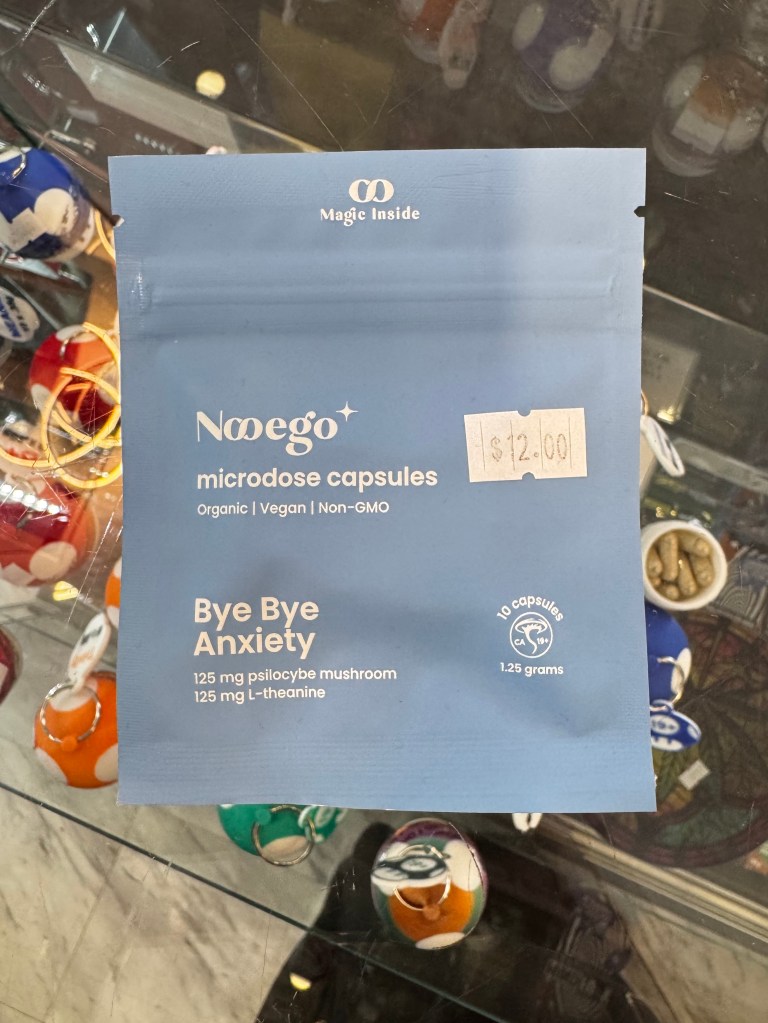 Magic Inside
Nooego
microdose capsules
$12.00
Organic | Vegan | Non-GMO
Bye Bye
Anxiety
125 mg psilocybe mushroom
125 mg L-theanine
10 capsules
CA 19+
1.25 grams
19+